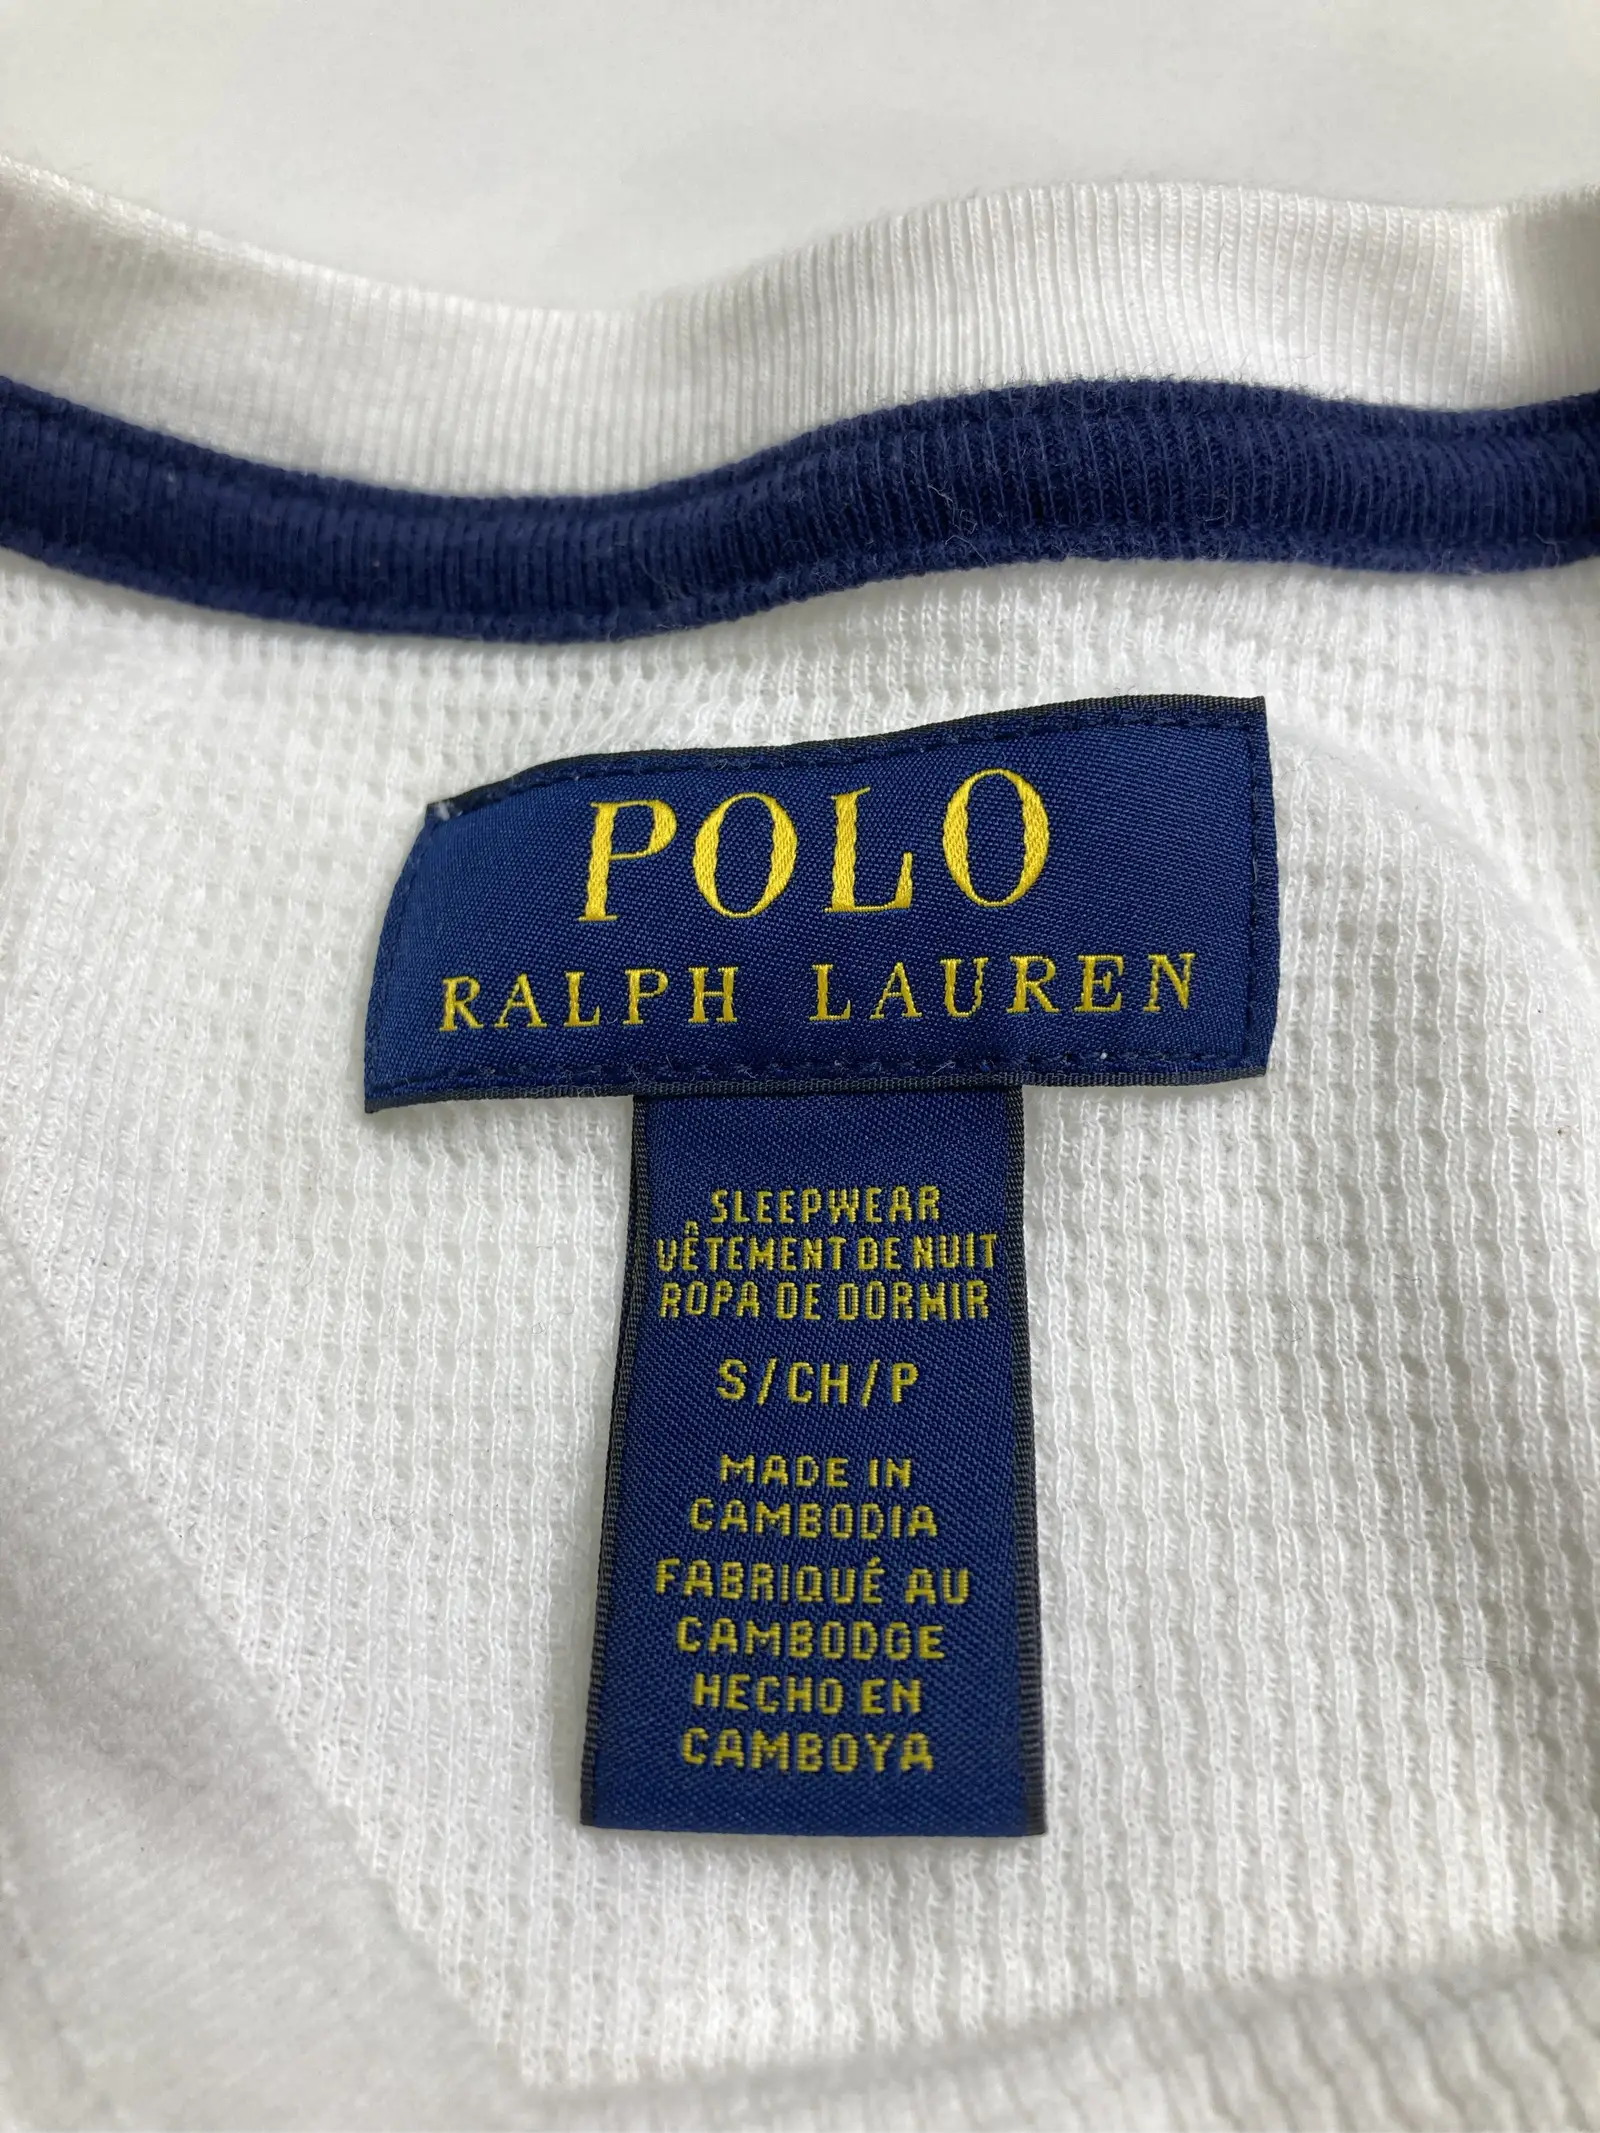 POLO
RALPH LAUREN
SLEEPWEAR
VÊTEMENT DE NUIT
ROPA DE DORMIR
S/CH/P
MADE IN
CAMBODIA
FABRIQUÉ AU
CAMBODGE
HECHO EN
CAMBOYA